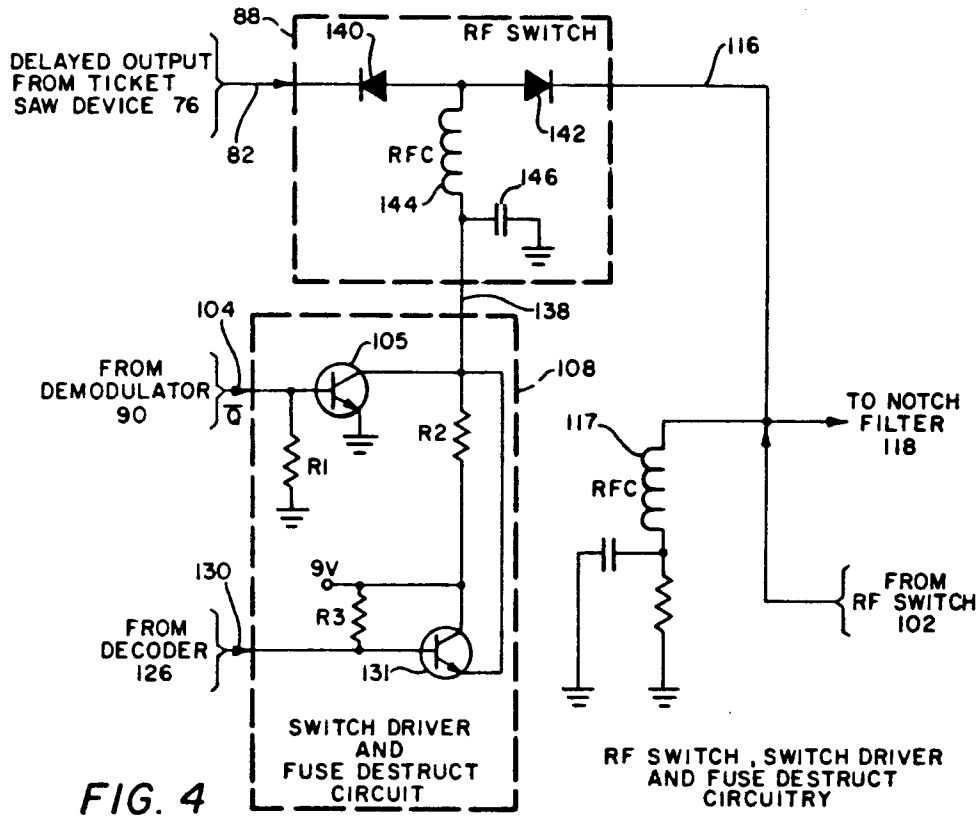 88
140
RF SWITCH
116
DELAYED OUTPUT
FROM TICKET
SAW DEVICE 76
82
142
RFC
144
146
138
104
105
108
FROM
DEMODULATOR
90
Q̅
R1
R2
117
RFC
TO NOTCH
FILTER
118
9V
R3
130
FROM
DECODER
126
131
FROM
RF SWITCH
102
SWITCH DRIVER
AND
FUSE DESTRUCT
CIRCUIT
RF SWITCH, SWITCH DRIVER
AND FUSE DESTRUCT
CIRCUITRY
FIG. 4